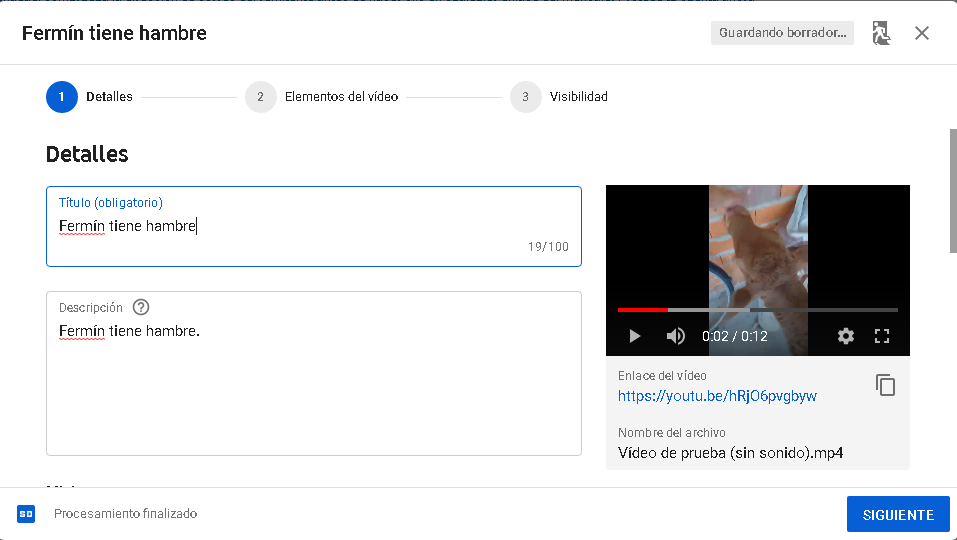 Fermín tiene hambre
Guardando borrador...
1 Detalles
2 Elementos del vídeo
3 Visibilidad
Detalles
Título (obligatorio)
Fermín tiene hambre
19/100
Descripción ?
Fermín tiene hambre.
0:02 / 0:12
Enlace del vídeo
https://youtu.be/hRjO6pvgbyw
Nombre del archivo
Vídeo de prueba (sin sonido).mp4
SD Procesamiento finalizado
SIGUIENTE